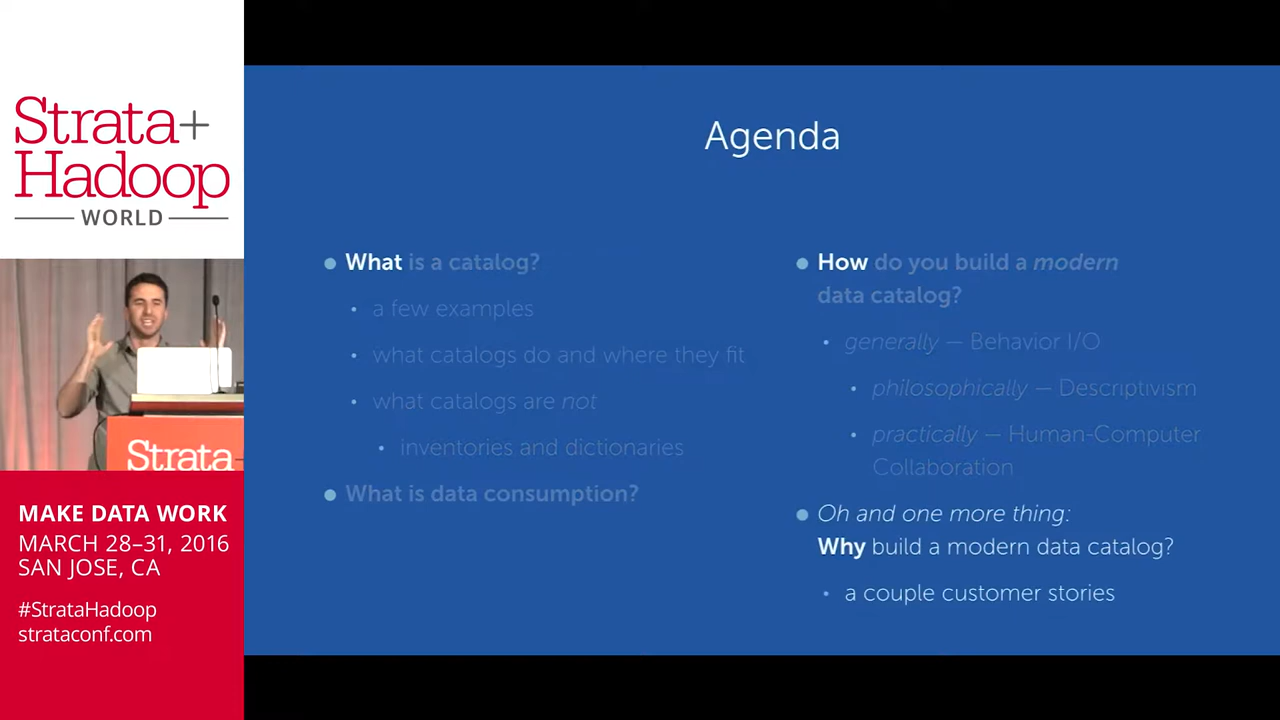 Strata+
Hadoop
WORLD
Strata
MAKE DATA WORK
MARCH 28–31, 2016
SAN JOSE, CA
#StrataHadoop
strataconf.com
Agenda
What is a catalog?
a few examples
what catalogs do and where they fit
what catalogs are not
inventories and dictionaries
What is data consumption?
How do you build a modern
data catalog?
generally — Behavior I/O
philosophically — Descriptivism
practically — Human-Computer
Collaboration
Oh and one more thing:
Why build a modern data catalog?
a couple customer stories